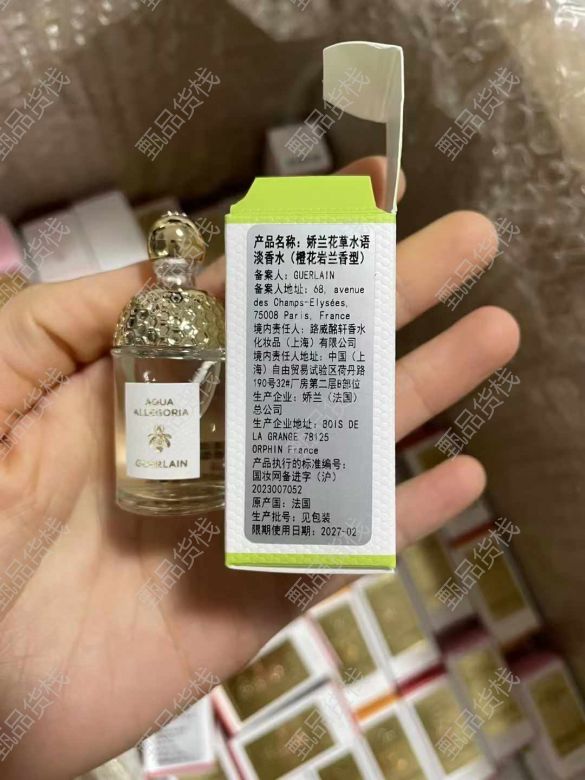 产品名称：娇兰花草水语
淡香水（橙花岩兰香型）
备案人：GUERLAIN
备案人地址：68, avenue
des Champs-Elysées,
75008 Paris, France
境内责任人：路威酩轩香水
化妆品（上海）有限公司
境内责任人地址：中国（上
海）自由贸易试验区荷丹路
190号32#厂房第二层B部位
生产企业：娇兰（法国）
总公司
生产企业地址：BOIS DE
LA GRANGE 78125
ORPHIN France
产品执行的标准编号：
国妆网备进字（沪）
2023007052
原产国：法国
生产批号：见包装
限期使用日期：2027-02
AQUA
ALLEGORIA
GUERLAIN
甄品货栈